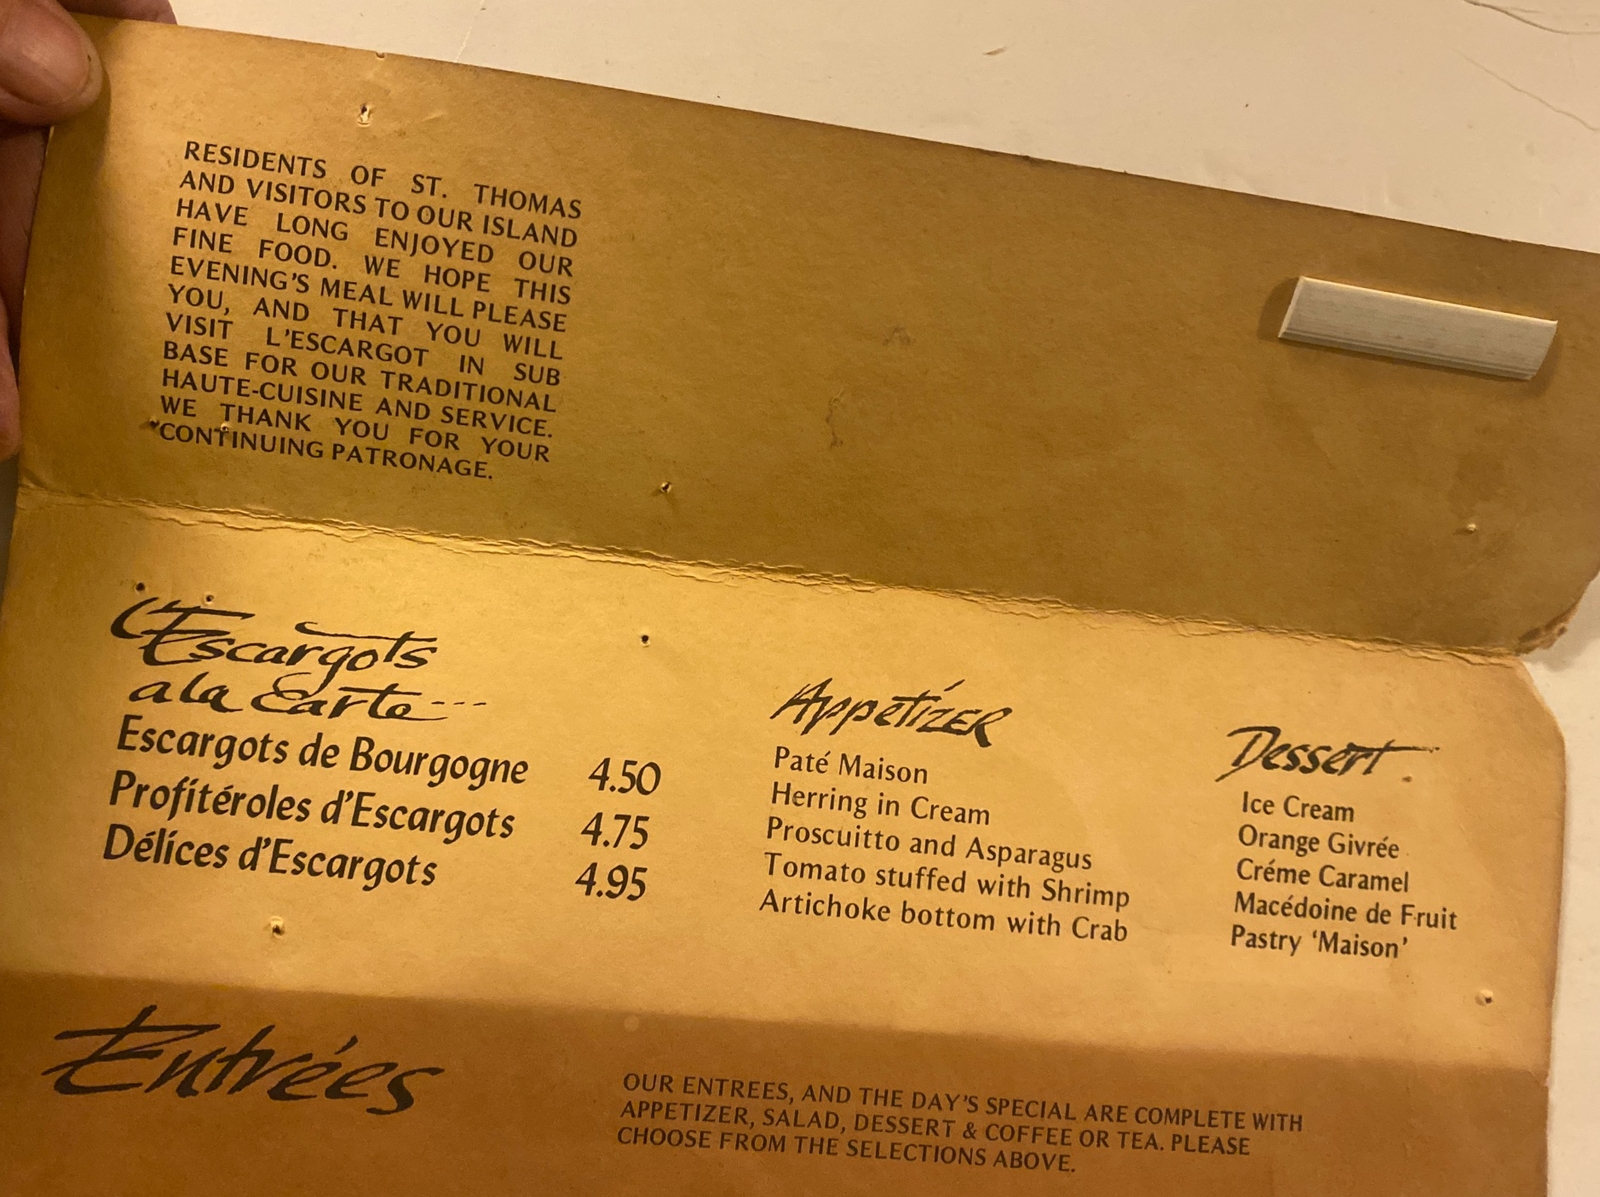 RESIDENTS OF ST. THOMAS
AND VISITORS TO OUR ISLAND
HAVE LONG ENJOYED OUR
FINE FOOD. WE HOPE THIS
EVENING'S MEAL WILL PLEASE
YOU, AND THAT YOU WILL
VISIT L'ESCARGOT IN SUB
BASE FOR OUR TRADITIONAL
HAUTE-CUISINE AND SERVICE.
WE THANK YOU FOR YOUR
CONTINUING PATRONAGE.
L'Escargots
a la Carte...
Escargots de Bourgogne 4.50
Profitéroles d'Escargots 4.75
Délices d'Escargots 4.95
Appetizer
Paté Maison
Herring in Cream
Proscuitto and Asparagus
Tomato stuffed with Shrimp
Artichoke bottom with Crab
Dessert.
Ice Cream
Orange Givrée
Créme Caramel
Macédoine de Fruit
Pastry 'Maison'
Entrées
OUR ENTREES, AND THE DAY'S SPECIAL ARE COMPLETE WITH
APPETIZER, SALAD, DESSERT & COFFEE OR TEA. PLEASE
CHOOSE FROM THE SELECTIONS ABOVE.